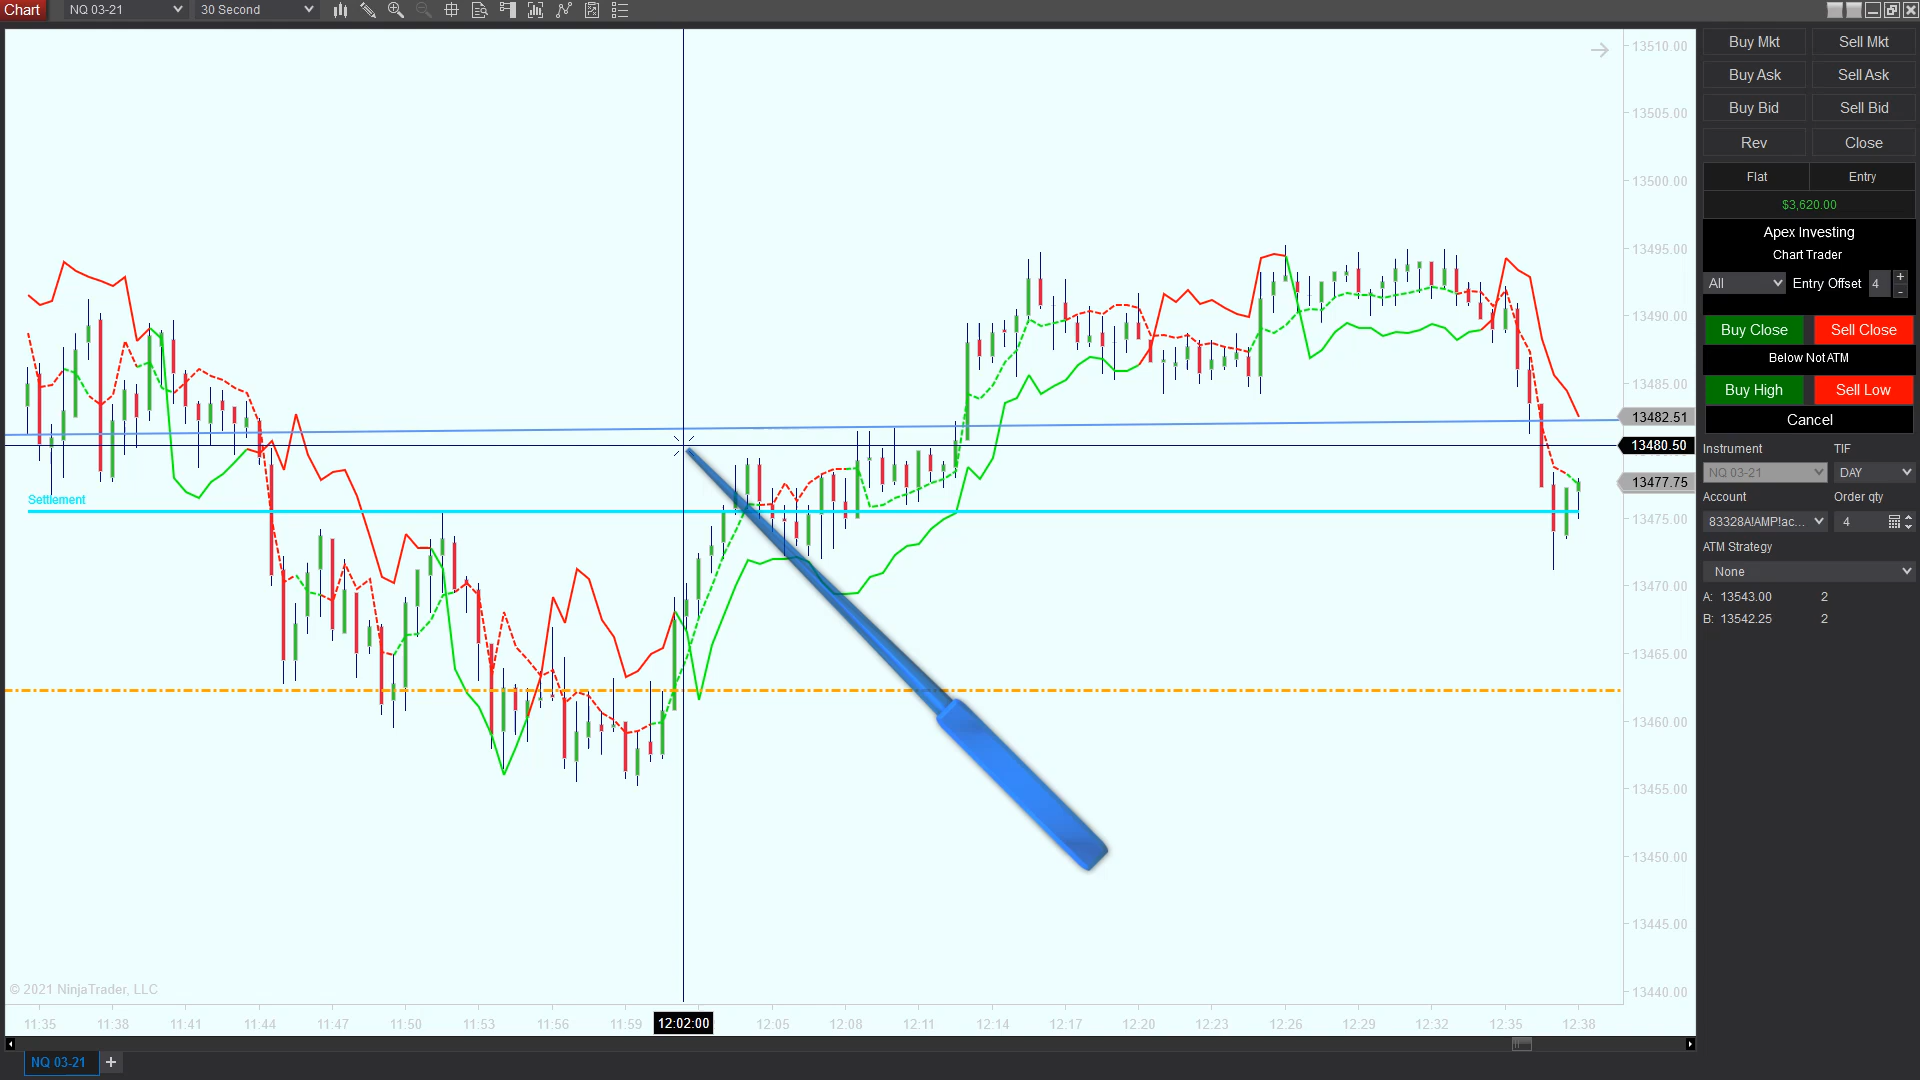 Chart NQ 03-21 30 Second
13510.00
13505.00
13500.00
13495.00
13490.00
13485.00
13482.51
13480.50
13477.75
13475.00
13470.00
13465.00
13460.00
13455.00
13450.00
13445.00
13440.00
Settlement
© 2021 NinjaTrader, LLC
11:35 11:38 11:41 11:44 11:47 11:50 11:53 11:56 11:59 12:02:00 12:05 12:08 12:11 12:14 12:17 12:20 12:23 12:26 12:29 12:32 12:35 12:38
NQ 03-21 +
Buy Mkt Sell Mkt
Buy Ask Sell Ask
Buy Bid Sell Bid
Rev Close
Flat Entry
$3,620.00
Apex Investing
Chart Trader
All Entry Offset 4 + -
Buy Close Sell Close
Below Not ATM
Buy High Sell Low
Cancel
Instrument TIF
NQ 03-21 DAY
Account Order qty
83328A!AMP!ac... 4
ATM Strategy
None
A: 13543.00 2
B: 13542.25 2